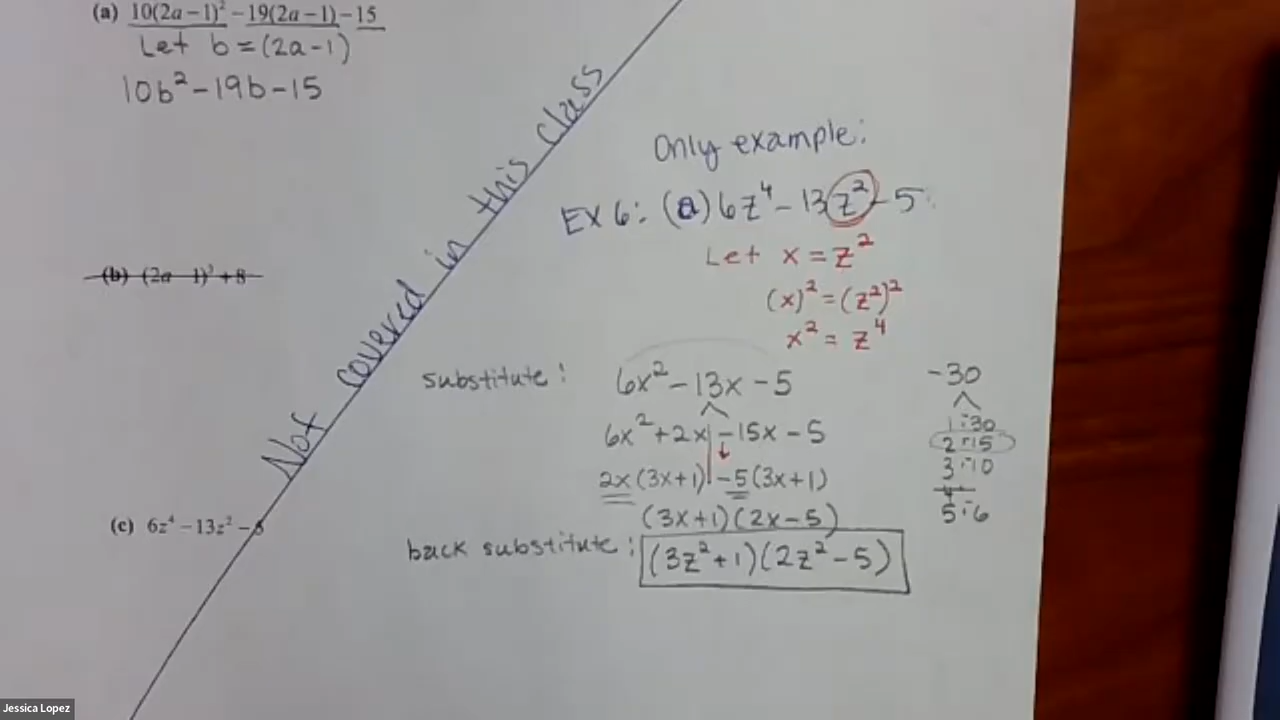 (a) 10(2a−1)² −19(2a−1)−15
Let b = (2a-1)
10b² -19b -15
Not covered in this class
(b) (2a 1)³ +8
(c) 6z⁴ −13z² −5
Only example:
EX 6: (a) 6z⁴ - 13z² - 5
Let x = z²
(x)² = (z²)²
x² = z⁴
substitute: 6x² - 13x - 5
6x² + 2x - 15x - 5
2x(3x+1) - 5(3x+1)
(3x+1)(2x-5)
back substitute: (3z²+1)(2z²-5)
-30
1 · -30
2 · -15
3 · -10
4
5 · -6
Jessica Lopez